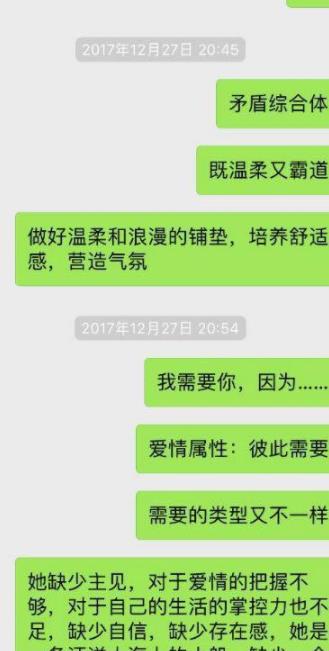 2017年12月27日 20:45
矛盾综合体
既温柔又霸道
做好温柔和浪漫的铺垫，培养舒适
感，营造气氛
2017年12月27日 20:54
我需要你，因为……
爱情属性：彼此需要
需要的类型又不一样
她缺少主见，对于爱情的把握不
够，对于自己的生活的掌控力也不
足，缺少自信，缺少存在感，她是